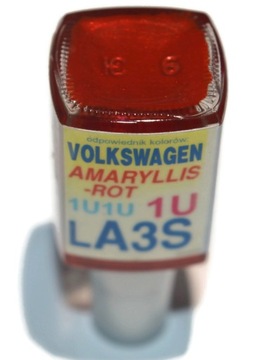 odpowiednik kolorów:
VOLKSWAGEN
AMARYLLIS
-ROT
1U1U 1U
LA3S